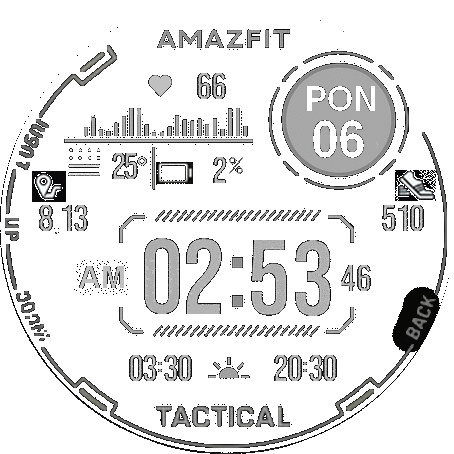 AMAZFIT
66
PON
06
25°
2%
8.13
510
UP
AM 02:53 46
BACK
03:30
20:30
TACTICAL